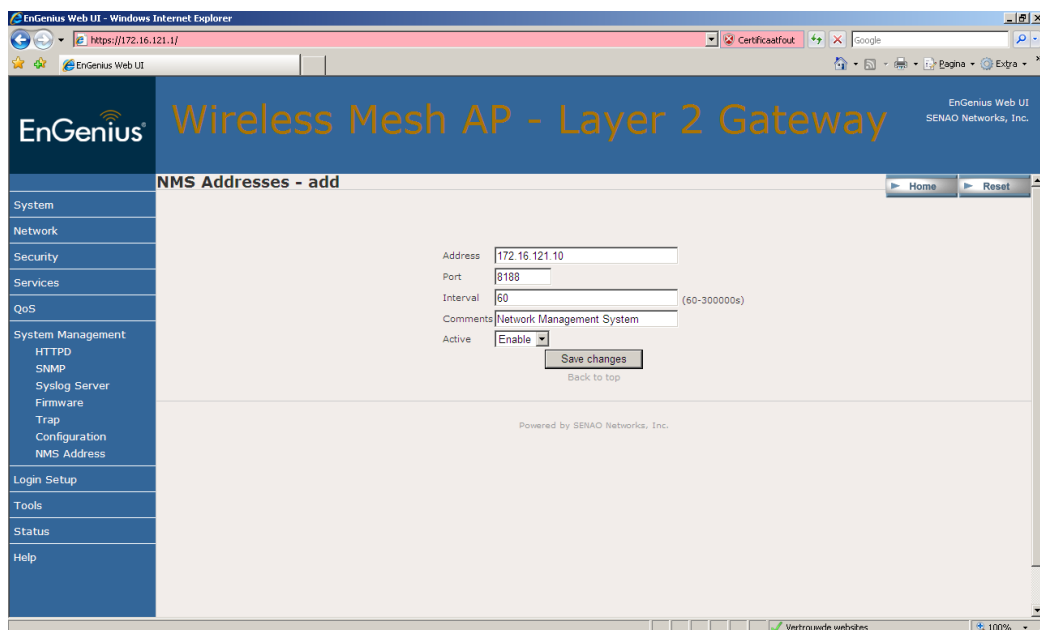 EnGenius Web UI - Windows Internet Explorer
https://172.16.121.1/
Certificaatfout
Google
EnGenius Web UI
Pagina
Extra
EnGenius®
Wireless Mesh AP - Layer 2 Gateway
EnGenius Web UI
SENAO Networks, Inc.
NMS Addresses - add
Home
Reset
System
Network
Security
Services
QoS
System Management
HTTPD
SNMP
Syslog Server
Firmware
Trap
Configuration
NMS Address
Login Setup
Tools
Status
Help
Address 172.16.121.10
Port 8188
Interval 60 (60-300000s)
Comments Network Management System
Active Enable
Save changes
Back to top
Powered by SENAO Networks, Inc.
Vertrouwde websites
100%